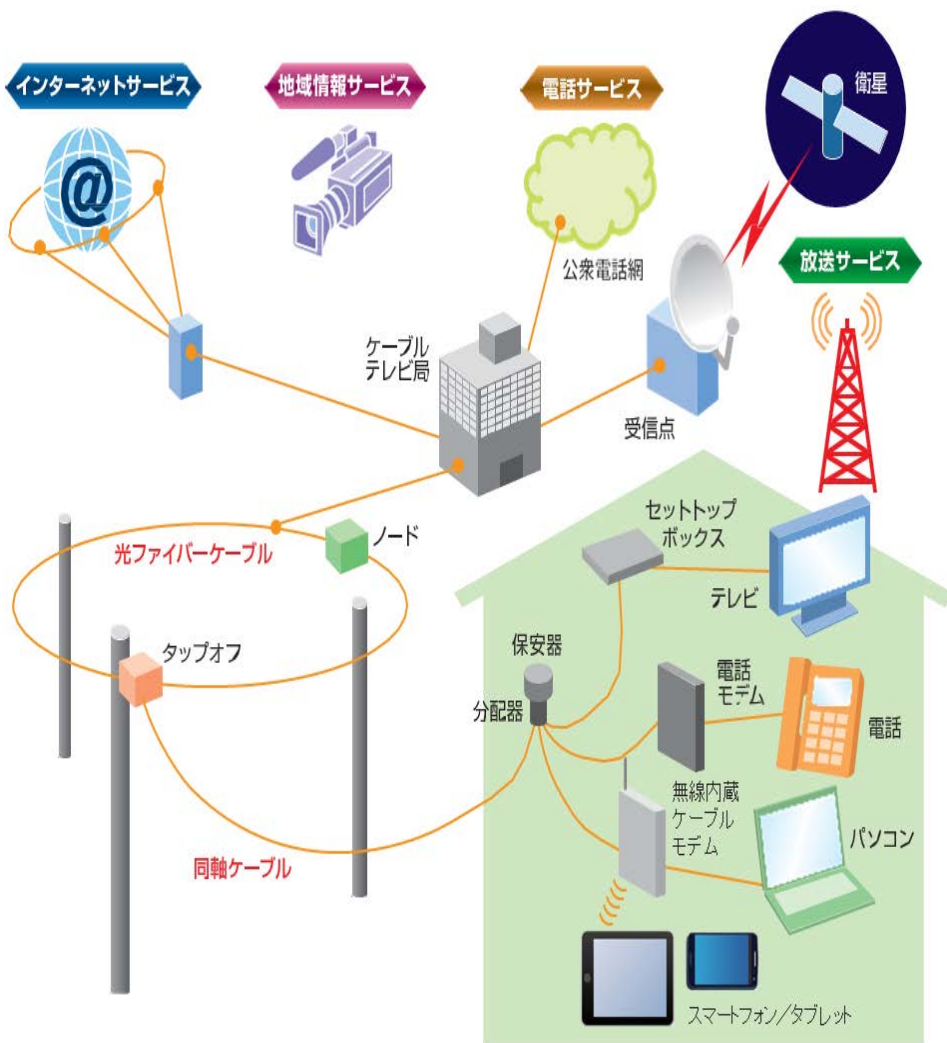 インターネットサービス
地域情報サービス
電話サービス
衛星
@
公衆電話網
放送サービス
ケーブル
テレビ局
受信点
光ファイバーケーブル
ノード
セットトップ
ボックス
テレビ
タップオフ
保安器
分配器
電話
モデム
電話
無線内蔵
ケーブル
モデム
パソコン
同軸ケーブル
スマートフォン/タブレット